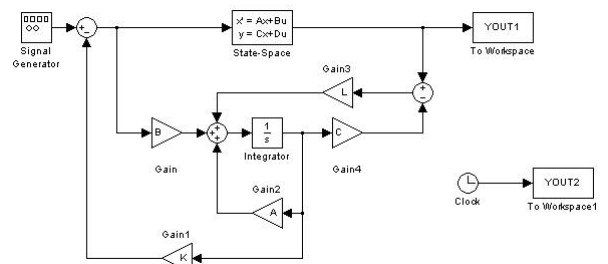 x' = Ax+Bu
y = Cx+Du
YOUT1
Signal
Generator
State-Space
To Workspace
Gain3
L
B
1
s
C
Gain
Integrator
Gain4
YOUT2
Gain2
A
Clock
To Workspace1
Gain1
K